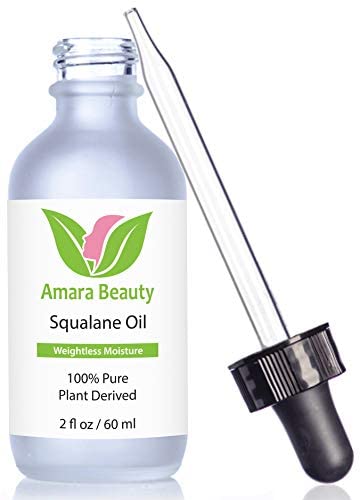 Amara Beauty
Squalane Oil
Weightless Moisture
100% Pure
Plant Derived
2 fl oz / 60 ml